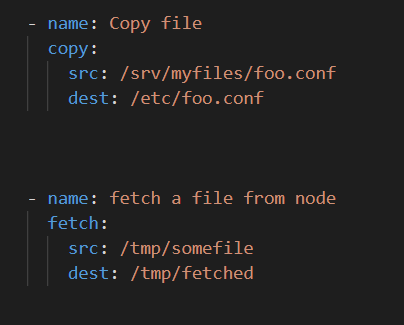 - name: Copy file
copy:
src: /srv/myfiles/foo.conf
dest: /etc/foo.conf
- name: fetch a file from node
fetch:
src: /tmp/somefile
dest: /tmp/fetched